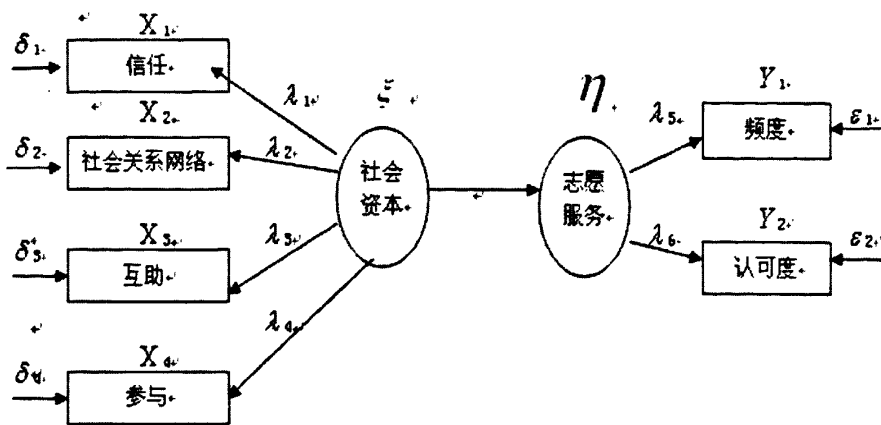 δ1
X1
信任
λ1
δ2
X2
社会关系网络
λ2
δ3
X3
互助
λ3
δ4
X4
参与
λ4
ξ
社会
资本
η
志愿
服务
λ5
Y1
频度
ε1
λ6
Y2
认可度
ε2